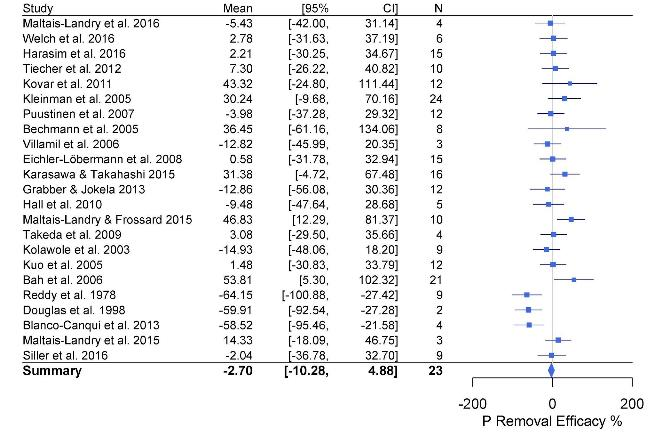 Study Mean [95% CI] N
Maltais-Landry et al. 2016 -5.43 [-42.00, 31.14] 4
Welch et al. 2016 2.78 [-31.63, 37.19] 6
Harasim et al. 2016 2.21 [-30.25, 34.67] 15
Tiecher et al. 2012 7.30 [-26.22, 40.82] 10
Kovar et al. 2011 43.32 [-24.80, 111.44] 12
Kleinman et al. 2005 30.24 [-9.68, 70.16] 24
Puustinen et al. 2007 -3.98 [-37.28, 29.32] 12
Bechmann et al. 2005 36.45 [-61.16, 134.06] 8
Villamil et al. 2006 -12.82 [-45.99, 20.35] 3
Eichler-Löbermann et al. 2008 0.58 [-31.78, 32.94] 15
Karasawa & Takahashi 2015 31.38 [-4.72, 67.48] 16
Grabber & Jokela 2013 -12.86 [-56.08, 30.36] 12
Hall et al. 2010 -9.48 [-47.64, 28.68] 5
Maltais-Landry & Frossard 2015 46.83 [12.29, 81.37] 10
Takeda et al. 2009 3.08 [-29.50, 35.66] 4
Kolawole et al. 2003 -14.93 [-48.06, 18.20] 9
Kuo et al. 2005 1.48 [-30.83, 33.79] 12
Bah et al. 2006 53.81 [5.30, 102.32] 21
Reddy et al. 1978 -64.15 [-100.88, -27.42] 9
Douglas et al. 1998 -59.91 [-92.54, -27.28] 2
Blanco-Canqui et al. 2013 -58.52 [-95.46, -21.58] 4
Maltais-Landry et al. 2015 14.33 [-18.09, 46.75] 3
Siller et al. 2016 -2.04 [-36.78, 32.70] 9
Summary -2.70 [-10.28, 4.88] 23
-200 0 200
P Removal Efficacy %